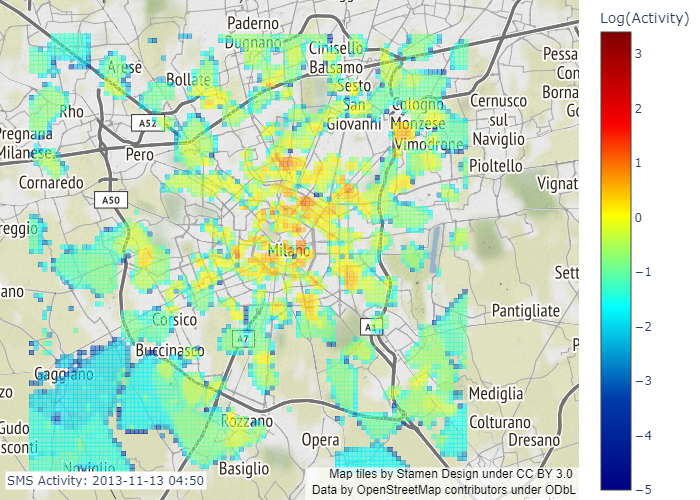 Log(Activity)
Paderno
Dugnano
Cinisello
Balsamo
Arese
Bollate
Sesto
San
Giovanni
Cologno
Monzese
Vimodrone
Cernusco
sul
Naviglio
Pioltello
Rho
A52
Pero
Pregnana
Milanese
Cornaredo
A50
Vignat
reggio
Milano
Sett
ano
Pantigliate
Corsico
A7
A1
Buccinasco
Gaggiano
Mediglia
Colturano
Dresano
Rozzano
Opera
Basiglio
Noviglio
Gudo
sconti
zzo
Pessa
Con
Borna
Go
P
3
2
1
0
−1
−2
−3
−4
−5
SMS Activity: 2013-11-13 04:50
Map tiles by Stamen Design under CC BY 3.0
Data by OpenStreetMap contributors under ODbL